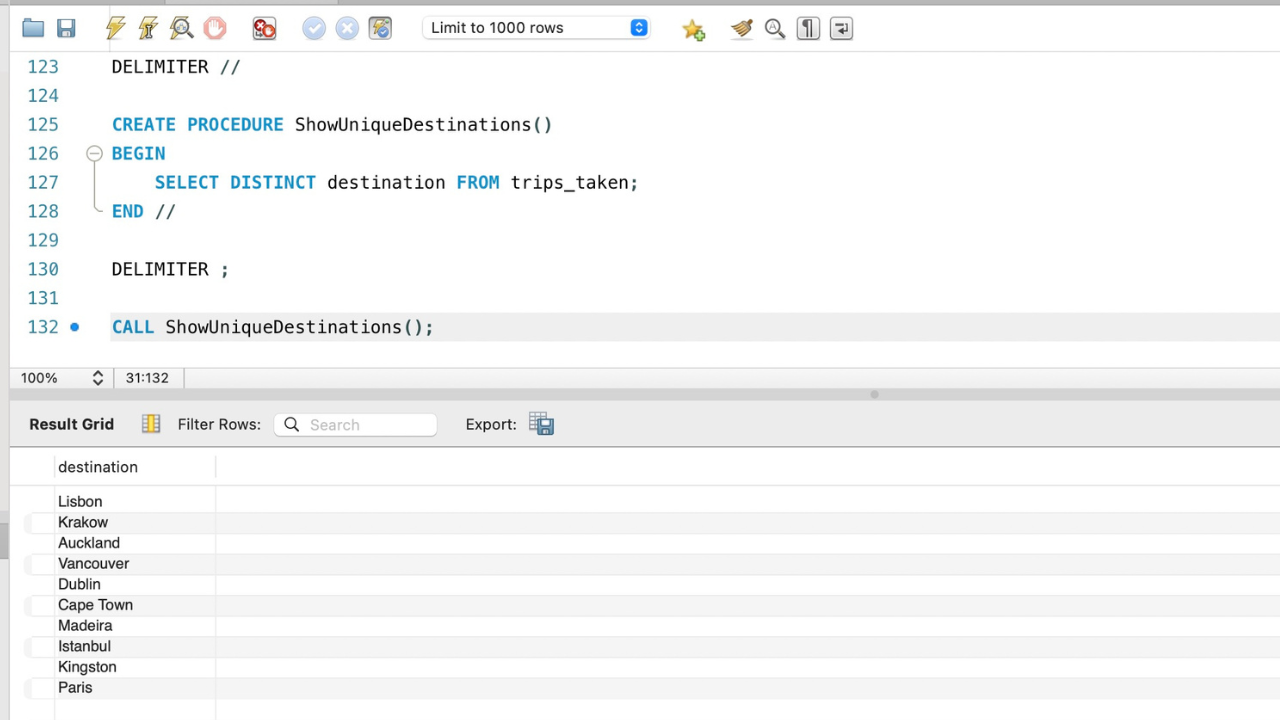 Limit to 1000 rows
123 DELIMITER //
124
125 CREATE PROCEDURE ShowUniqueDestinations()
126 BEGIN
127 SELECT DISTINCT destination FROM trips_taken;
128 END //
129
130 DELIMITER ;
131
132 CALL ShowUniqueDestinations();
100% 31:132
Result Grid Filter Rows: Search Export:
destination
Lisbon
Krakow
Auckland
Vancouver
Dublin
Cape Town
Madeira
Istanbul
Kingston
Paris